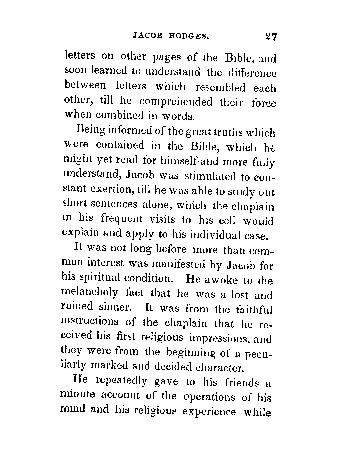 JACOB HODGES. 27
letters on other pages of the Bible, and
soon learned to understand the difference
between letters which resembled each
other, till he comprehended their force
when combined in words.
Being informed of the great truths which
were contained in the Bible, which he
might yet read for himself and more fully
understand, Jacob was stimulated to con-
stant exertion, till he was able to study out
short sentences alone, which the chaplain
in his frequent visits to his cell would
explain and apply to his individual case.
It was not long before more than com-
mon interest was manifested by Jacob for
his spiritual condition. He awoke to the
melancholy fact that he was a lost and
ruined sinner. It was from the faithful
instructions of the chaplain that he re-
ceived his first religious impressions, and
they were from the beginning of a pecu-
liarly marked and decided character.
He repeatedly gave to his friends a
minute account of the operations of his
mind and his religious experience while